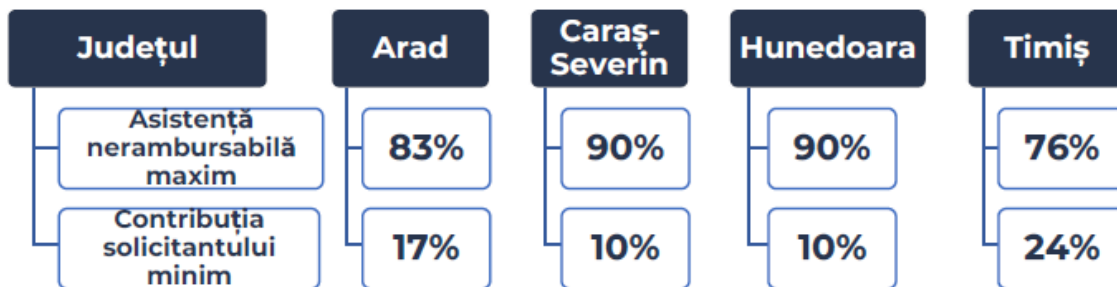 Județul
Arad
Caraș-
Severin
Hunedoara
Timiș
Asistență
nerambursabilă
maxim
83%
90%
90%
76%
Contribuția
solicitantului
minim
17%
10%
10%
24%